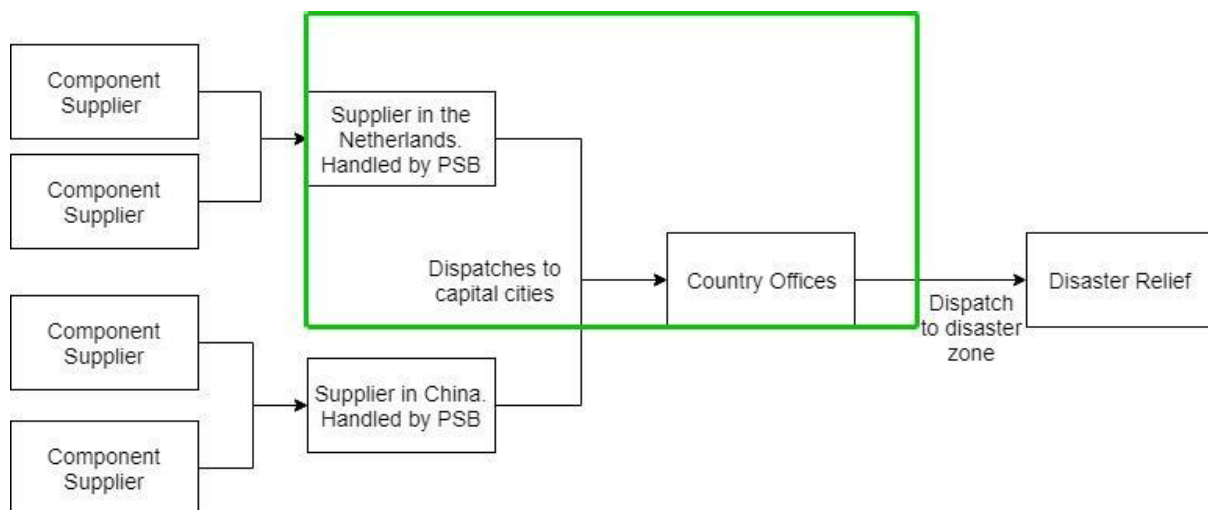 Component
Supplier
Component
Supplier
Supplier in the
Netherlands.
Handled by PSB
Dispatches to
capital cities
Country Offices
Dispatch
to disaster
zone
Disaster Relief
Component
Supplier
Component
Supplier
Supplier in China.
Handled by PSB